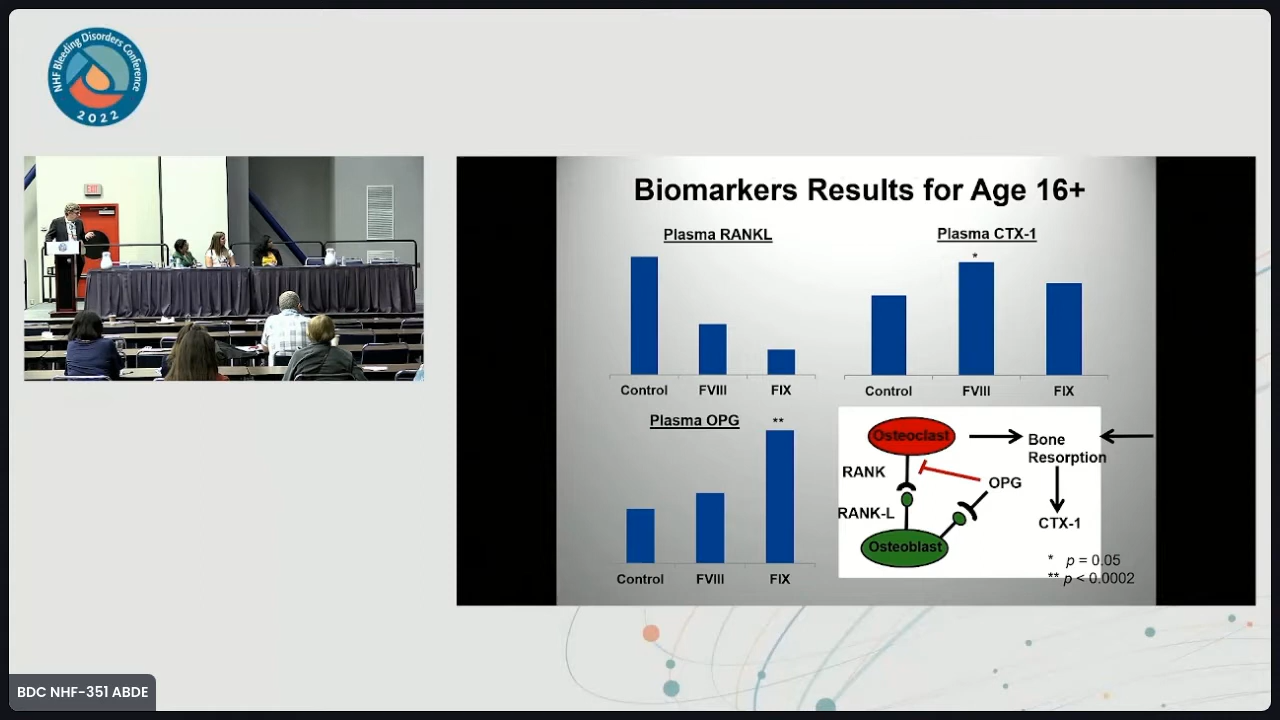 NHF Bleeding Disorders Conference
2022
EXIT
Biomarkers Results for Age 16+
Plasma RANKL
Control FVIII FIX
Plasma CTX-1
*
Control FVIII FIX
Plasma OPG
**
Control FVIII FIX
Osteoclast
Bone
Resorption
RANK
OPG
RANK-L
CTX-1
Osteoblast
* p = 0.05
** p < 0.0002
BDC NHF-351 ABDE